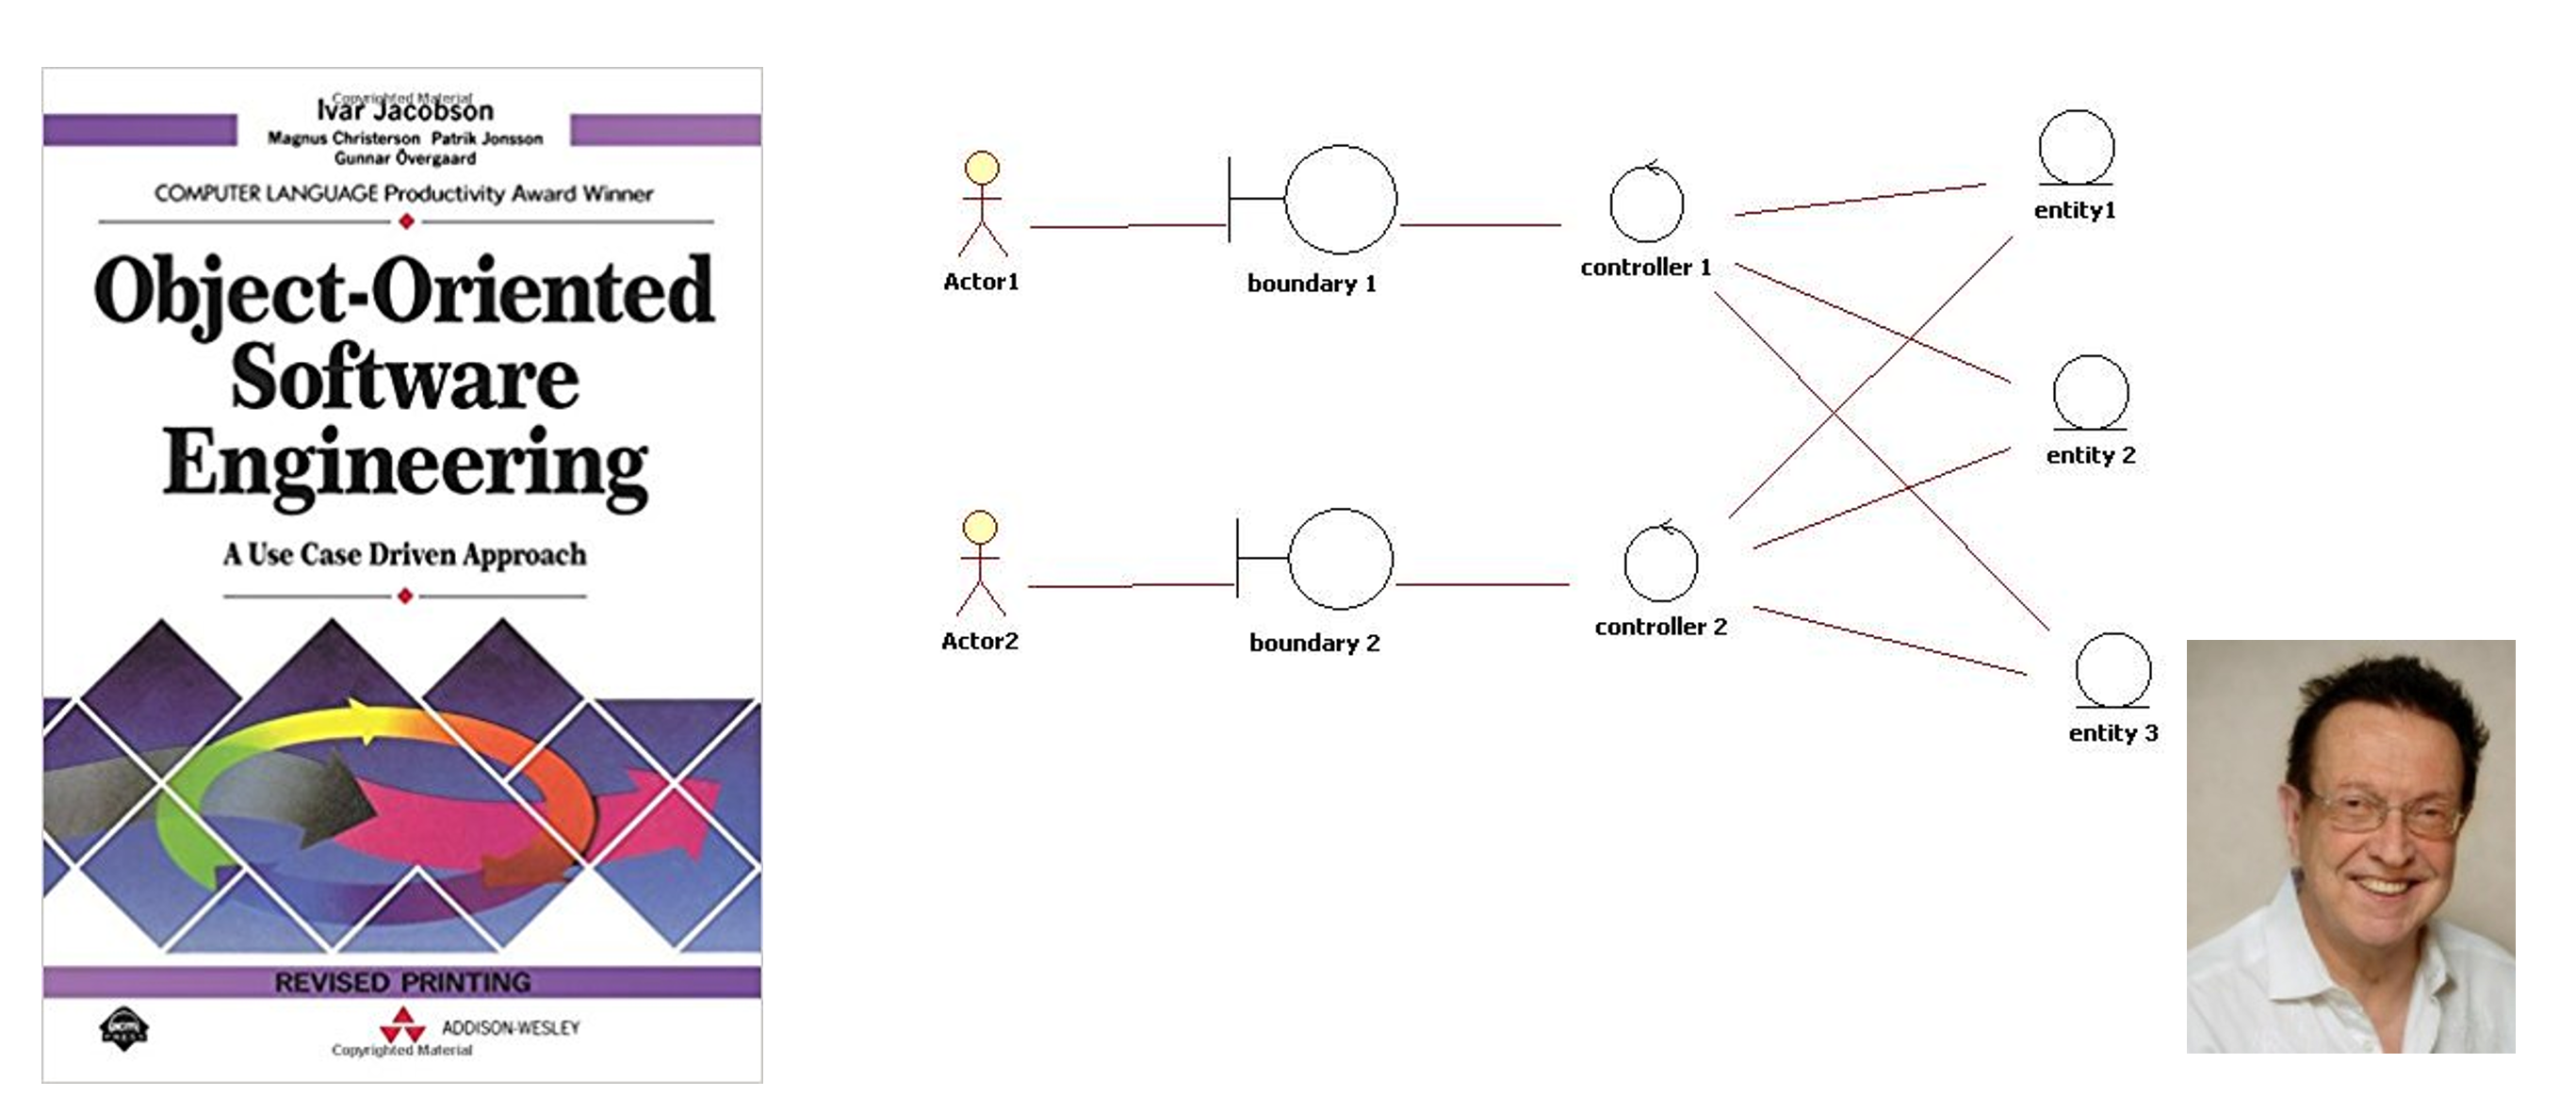 Copyrighted Material
Ivar Jacobson
Magnus Christerson Patrik Jonsson
Gunnar Övergaard
COMPUTER LANGUAGE Productivity Award Winner
Object-Oriented
Software
Engineering
A Use Case Driven Approach
REVISED PRINTING
ADDISON-WESLEY
Copyrighted Material
Actor1
boundary 1
controller 1
entity1
entity 2
Actor2
boundary 2
controller 2
entity 3